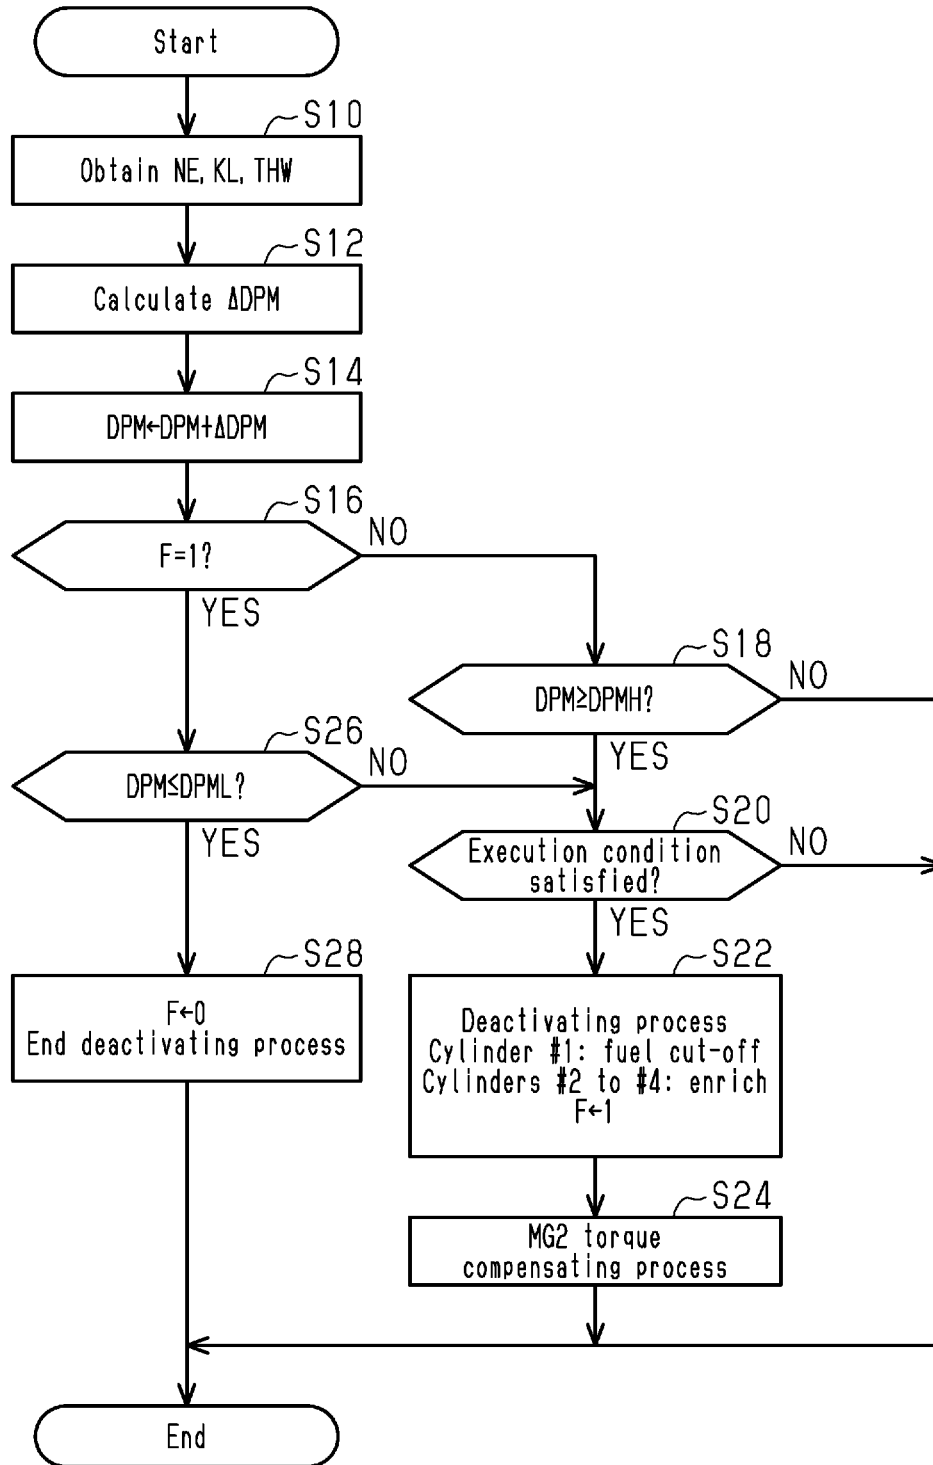 Start
S10
Obtain NE, KL, THW
S12
Calculate ΔDPM
S14
DPM←DPM+ΔDPM
S16
F=1?
NO
YES
S18
DPM≥DPMH?
NO
YES
S26
DPM≤DPML?
NO
YES
S20
Execution condition
satisfied?
NO
YES
S28
F←0
End deactivating process
S22
Deactivating process
Cylinder #1: fuel cut-off
Cylinders #2 to #4: enrich
F←1
S24
MG2 torque
compensating process
End